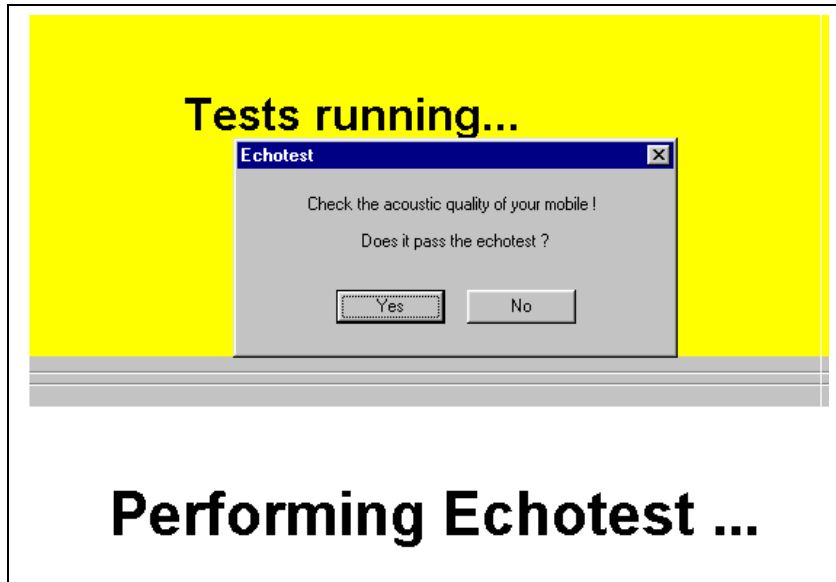 Tests running...
Echotest
Check the acoustic quality of your mobile !
Does it pass the echotest ?
Yes
No
Performing Echotest ...